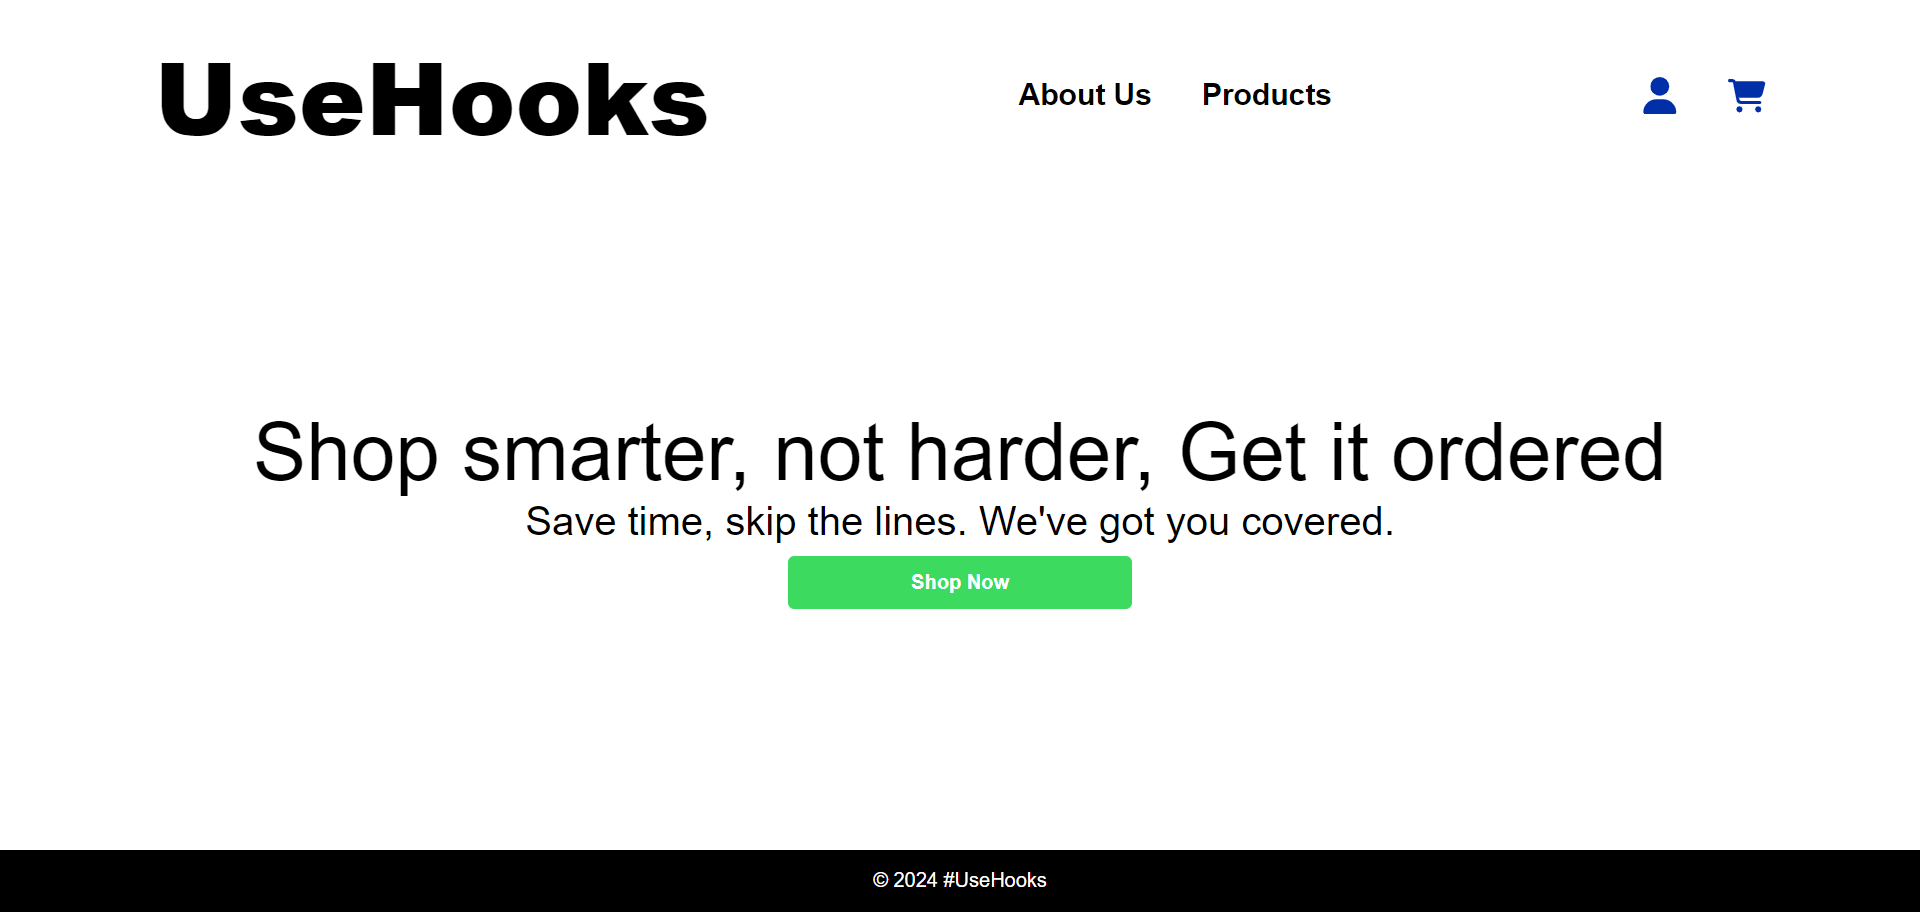 UseHooks
About Us
Products
Shop smarter, not harder, Get it ordered
Save time, skip the lines. We've got you covered.
Shop Now
© 2024 #UseHooks